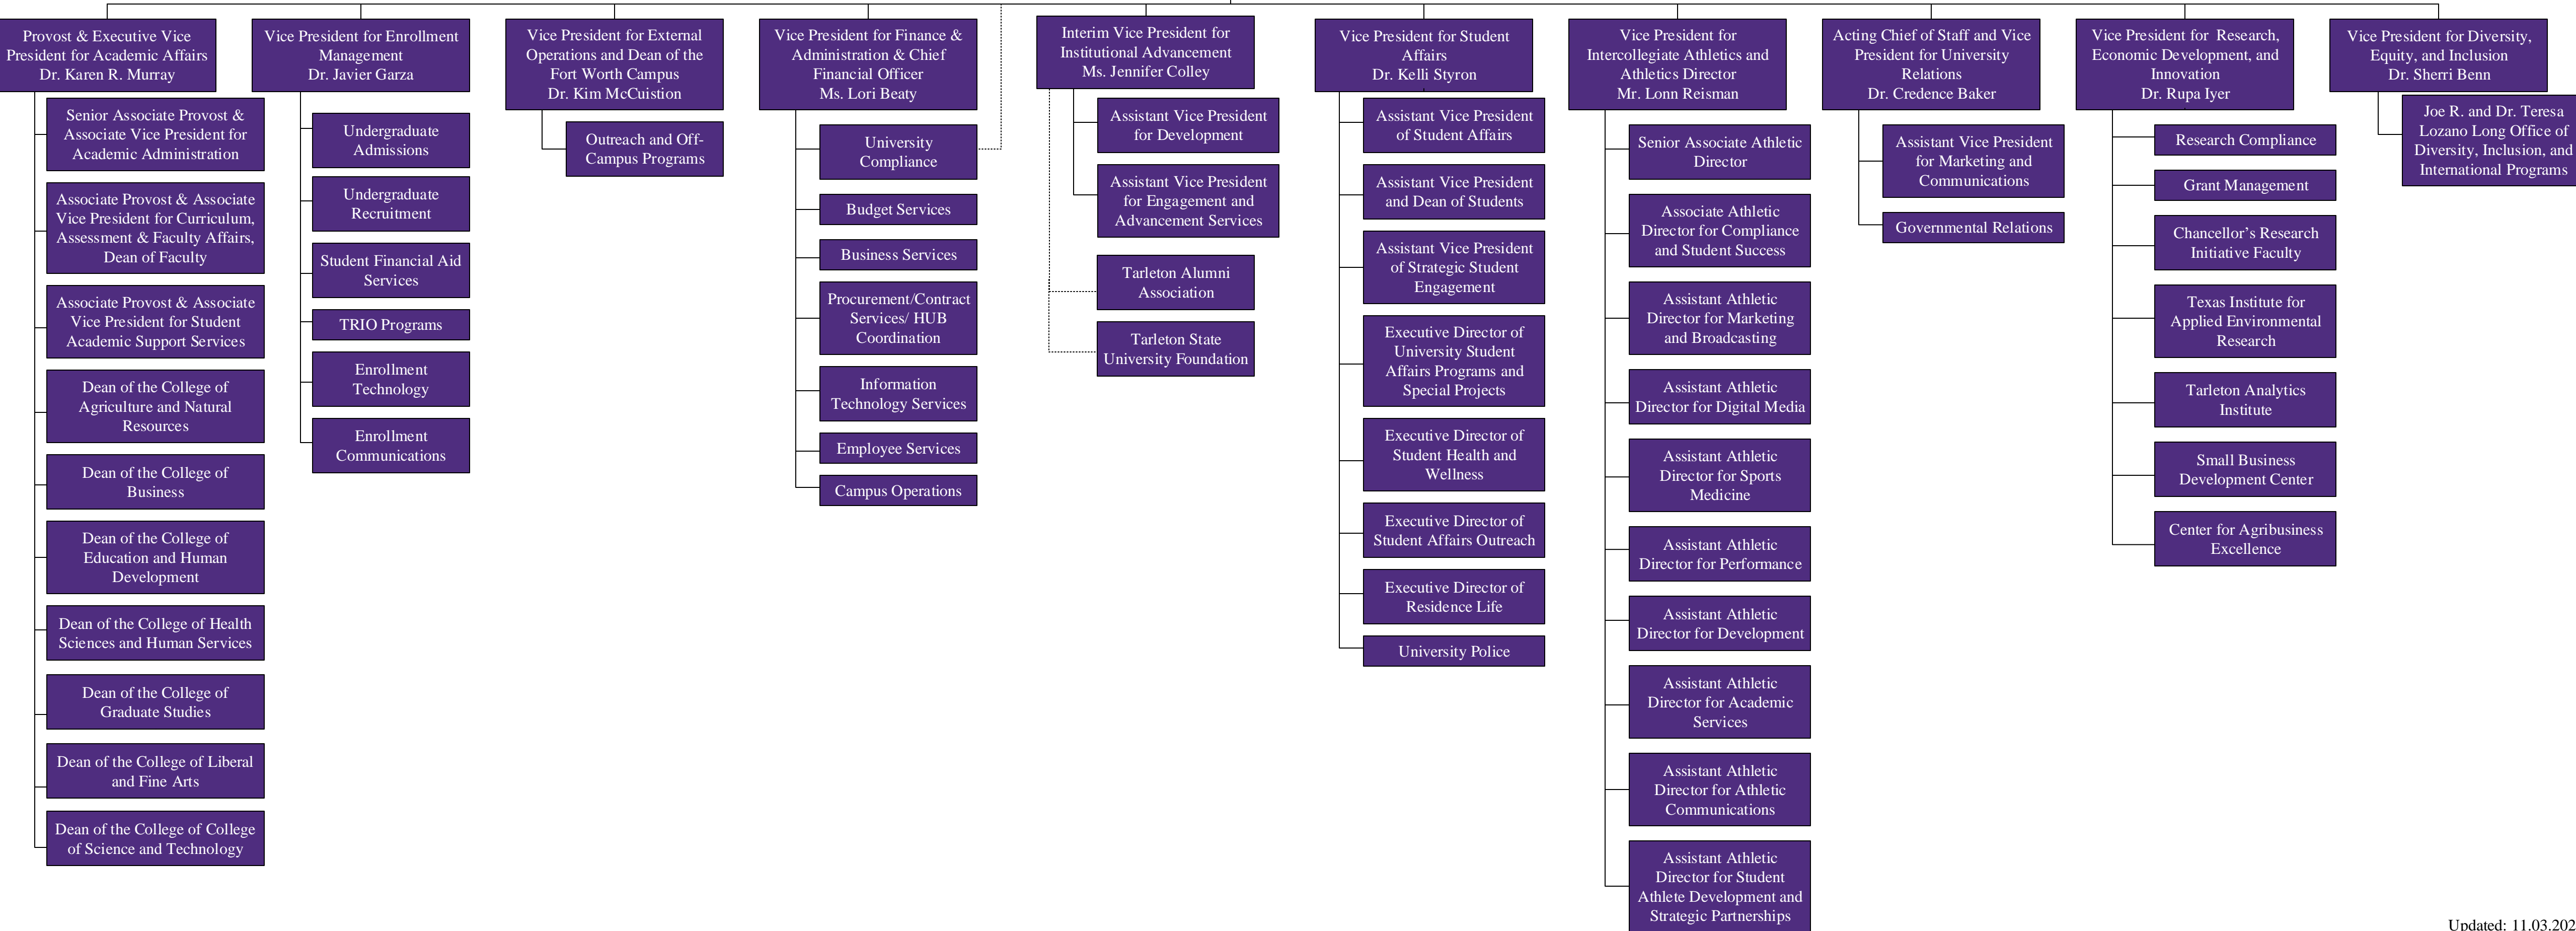 Provost & Executive Vice
President for Academic Affairs
Dr. Karen R. Murray
Senior Associate Provost &
Associate Vice President for
Academic Administration
Associate Provost & Associate
Vice President for Curriculum,
Assessment & Faculty Affairs,
Dean of Faculty
Associate Provost & Associate
Vice President for Student
Academic Support Services
Dean of the College of
Agriculture and Natural
Resources
Dean of the College of
Business
Dean of the College of
Education and Human
Development
Dean of the College of Health
Sciences and Human Services
Dean of the College of
Graduate Studies
Dean of the College of Liberal
and Fine Arts
Dean of the College of College
of Science and Technology
Vice President for Enrollment
Management
Dr. Javier Garza
Undergraduate
Admissions
Undergraduate
Recruitment
Student Financial Aid
Services
TRIO Programs
Enrollment
Technology
Enrollment
Communications
Vice President for External
Operations and Dean of the
Fort Worth Campus
Dr. Kim McCuistion
Outreach and Off-
Campus Programs
Vice President for Finance &
Administration & Chief
Financial Officer
Ms. Lori Beaty
University
Compliance
Budget Services
Business Services
Procurement/Contract
Services/ HUB
Coordination
Information
Technology Services
Employee Services
Campus Operations
Interim Vice President for
Institutional Advancement
Ms. Jennifer Colley
Assistant Vice President
for Development
Assistant Vice President
for Engagement and
Advancement Services
Tarleton Alumni
Association
Tarleton State
University Foundation
Vice President for Student
Affairs
Dr. Kelli Styron
Assistant Vice President
of Student Affairs
Assistant Vice President
and Dean of Students
Assistant Vice President
of Strategic Student
Engagement
Executive Director of
University Student
Affairs Programs and
Special Projects
Executive Director of
Student Health and
Wellness
Executive Director of
Student Affairs Outreach
Executive Director of
Residence Life
University Police
Vice President for
Intercollegiate Athletics and
Athletics Director
Mr. Lonn Reisman
Senior Associate Athletic
Director
Associate Athletic
Director for Compliance
and Student Success
Assistant Athletic
Director for Marketing
and Broadcasting
Assistant Athletic
Director for Digital Media
Assistant Athletic
Director for Sports
Medicine
Assistant Athletic
Director for Performance
Assistant Athletic
Director for Development
Assistant Athletic
Director for Academic
Services
Assistant Athletic
Director for Athletic
Communications
Assistant Athletic
Director for Student
Athlete Development and
Strategic Partnerships
Acting Chief of Staff and Vice
President for University
Relations
Dr. Credence Baker
Assistant Vice President
for Marketing and
Communications
Governmental Relations
Vice President for Research,
Economic Development, and
Innovation
Dr. Rupa Iyer
Research Compliance
Grant Management
Chancellor’s Research
Initiative Faculty
Texas Institute for
Applied Environmental
Research
Tarleton Analytics
Institute
Small Business
Development Center
Center for Agribusiness
Excellence
Vice President for Diversity,
Equity, and Inclusion
Dr. Sherri Benn
Joe R. and Dr. Teresa
Lozano Long Office of
Diversity, Inclusion, and
International Programs
Updated: 11.03.202